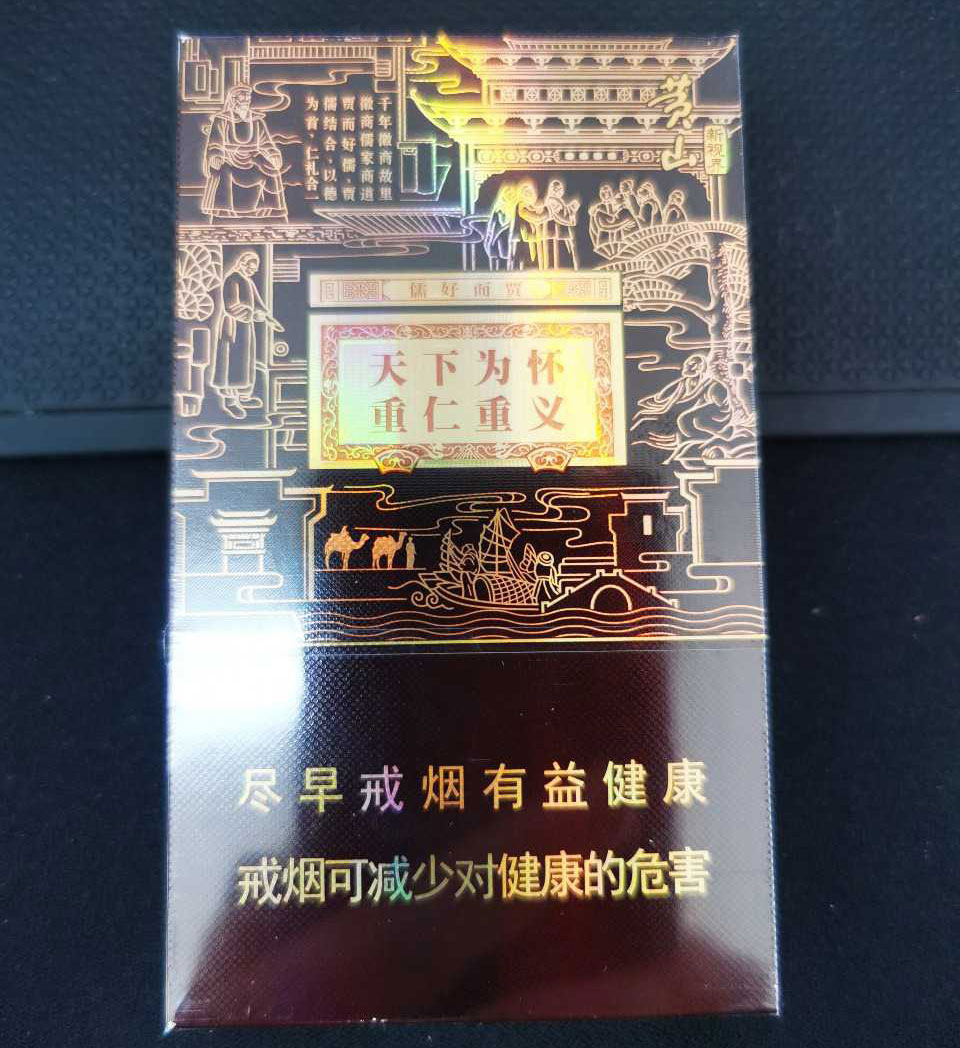 千年徽商故里
徽商儒家商道
贾而好儒、贾
儒结合、以德
为首、仁礼合一
黄山
新视界
儒好而贾
天下为怀
重仁重义
尽早戒烟有益健康
戒烟可减少对健康的危害